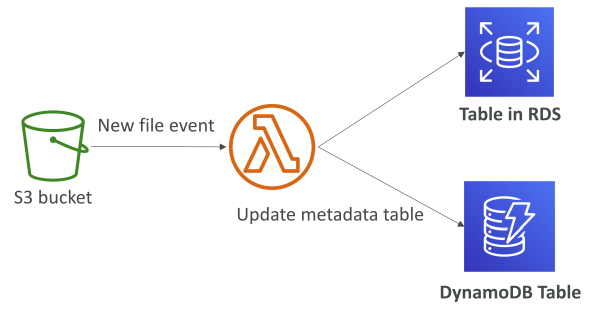 Table in RDS
New file event
S3 bucket
Update metadata table
DynamoDB Table